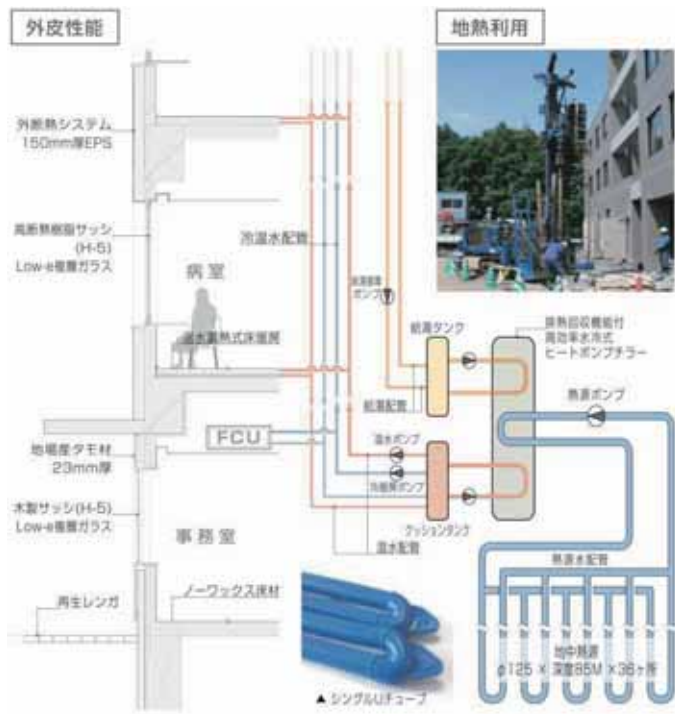 外皮性能
地熱利用
外断熱システム
150mm厚EPS
高断熱樹脂サッシ
(H-5)
Low-e複層ガラス
冷温水配管
病室
温水蓄熱式床暖房
ポンプ
給湯タンク
排熱回収機能付
高効率水冷式
ヒートポンプチラー
熱源ポンプ
給湯配管
FCU
地場産タモ材
23mm厚
温水ポンプ
冷温水ポンプ
木製サッシ(H-5)
Low-e複層ガラス
クッションタンク
事務室
温水配管
熱源水配管
再生レンガ
ノーワックス床材
地中熱源
φ125 × 深度85M ×36ヶ所
▲ シングルUチューブ